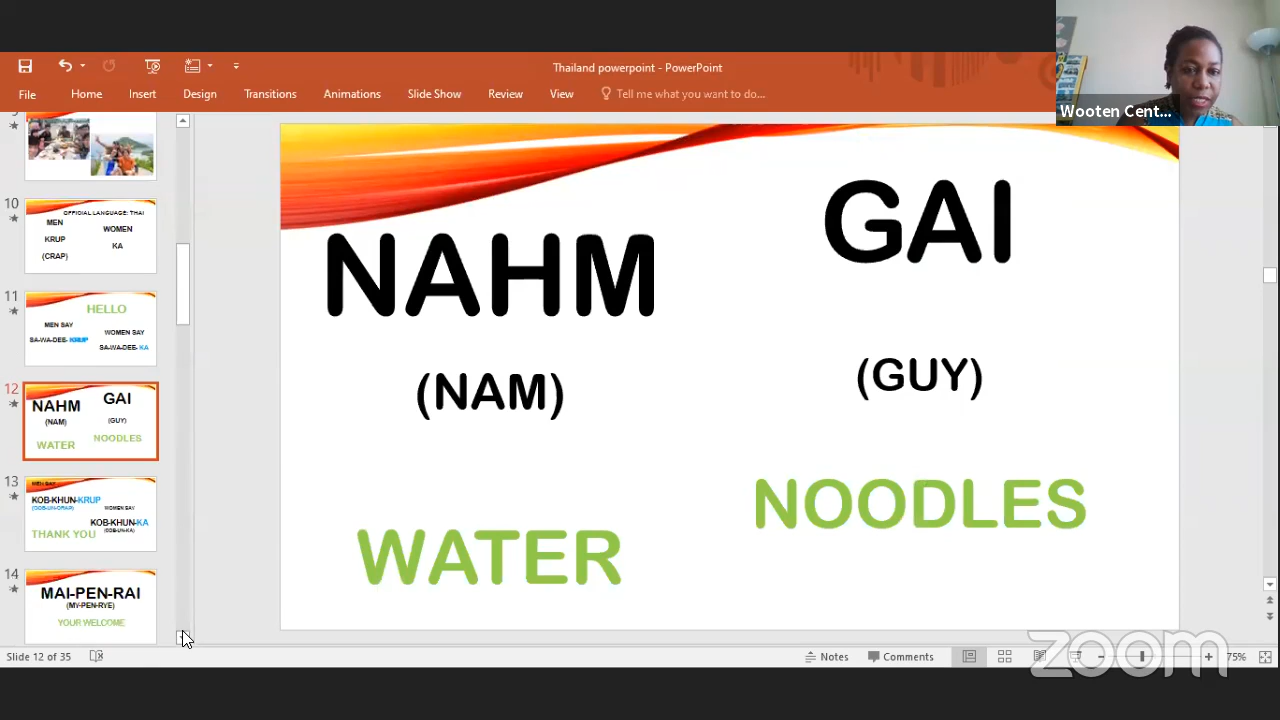 Thailand powerpoint - PowerPoint
Wooten Cent...
File Home Insert Design Transitions Animations Slide Show Review View Tell me what you want to do...
10
OFFICIAL LANGUAGE: THAI
MEN
KRUP
(CRAP)
WOMEN
KA
11
HELLO
MEN SAY
SA-WA-DEE- KRUP
WOMEN SAY
SA-WA-DEE- KA
12
NAHM
(NAM)
WATER
GAI
(GUY)
NOODLES
13
MEN SAY
KOB-KHUN-KRUP
WOMEN SAY
KOB-KHUN-KA
THANK YOU
14
MAI-PEN-RAI
(MY-PEN-RYE)
YOUR WELCOME
NAHM
(NAM)
WATER
GAI
(GUY)
NOODLES
Slide 12 of 35
Notes Comments
75%
zoom